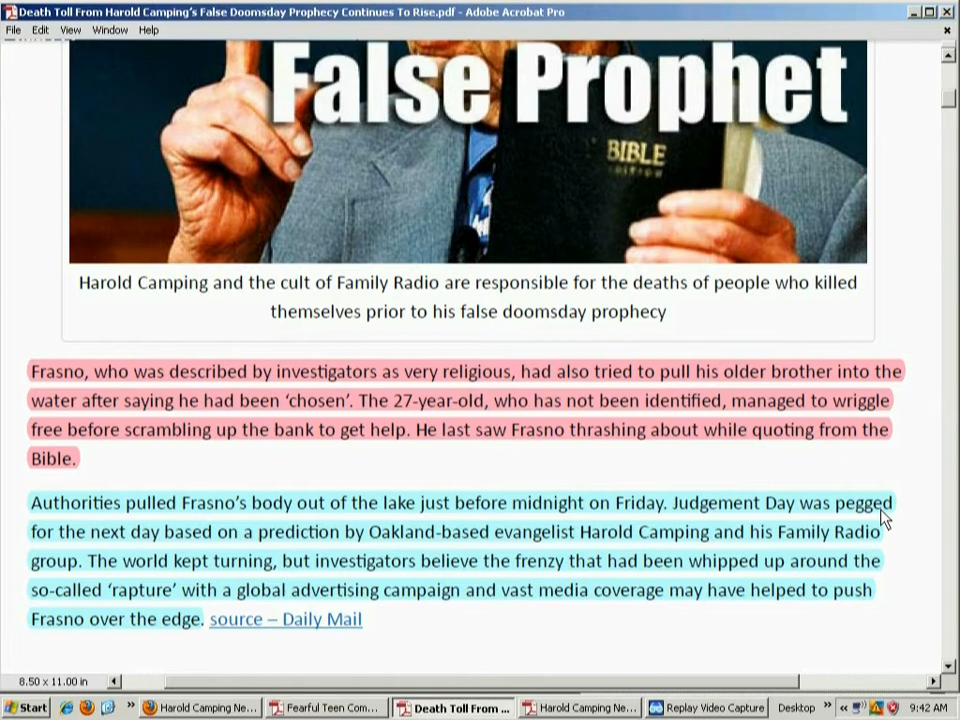 Death Toll From Harold Camping's False Doomsday Prophecy Continues To Rise.pdf - Adobe Acrobat Pro
File Edit View Window Help
False Prophet
BIBLE
Harold Camping and the cult of Family Radio are responsible for the deaths of people who killed
themselves prior to his false doomsday prophecy
Frasno, who was described by investigators as very religious, had also tried to pull his older brother into the
water after saying he had been ‘chosen’. The 27-year-old, who has not been identified, managed to wriggle
free before scrambling up the bank to get help. He last saw Frasno thrashing about while quoting from the
Bible.
Authorities pulled Frasno’s body out of the lake just before midnight on Friday. Judgement Day was pegged
for the next day based on a prediction by Oakland-based evangelist Harold Camping and his Family Radio
group. The world kept turning, but investigators believe the frenzy that had been whipped up around the
so-called ‘rapture’ with a global advertising campaign and vast media coverage may have helped to push
Frasno over the edge. source – Daily Mail
8.50 x 11.00 in
Start » Harold Camping Ne... Fearful Teen Com... Death Toll From ... Harold Camping Ne... Replay Video Capture Desktop » « 9:42 AM